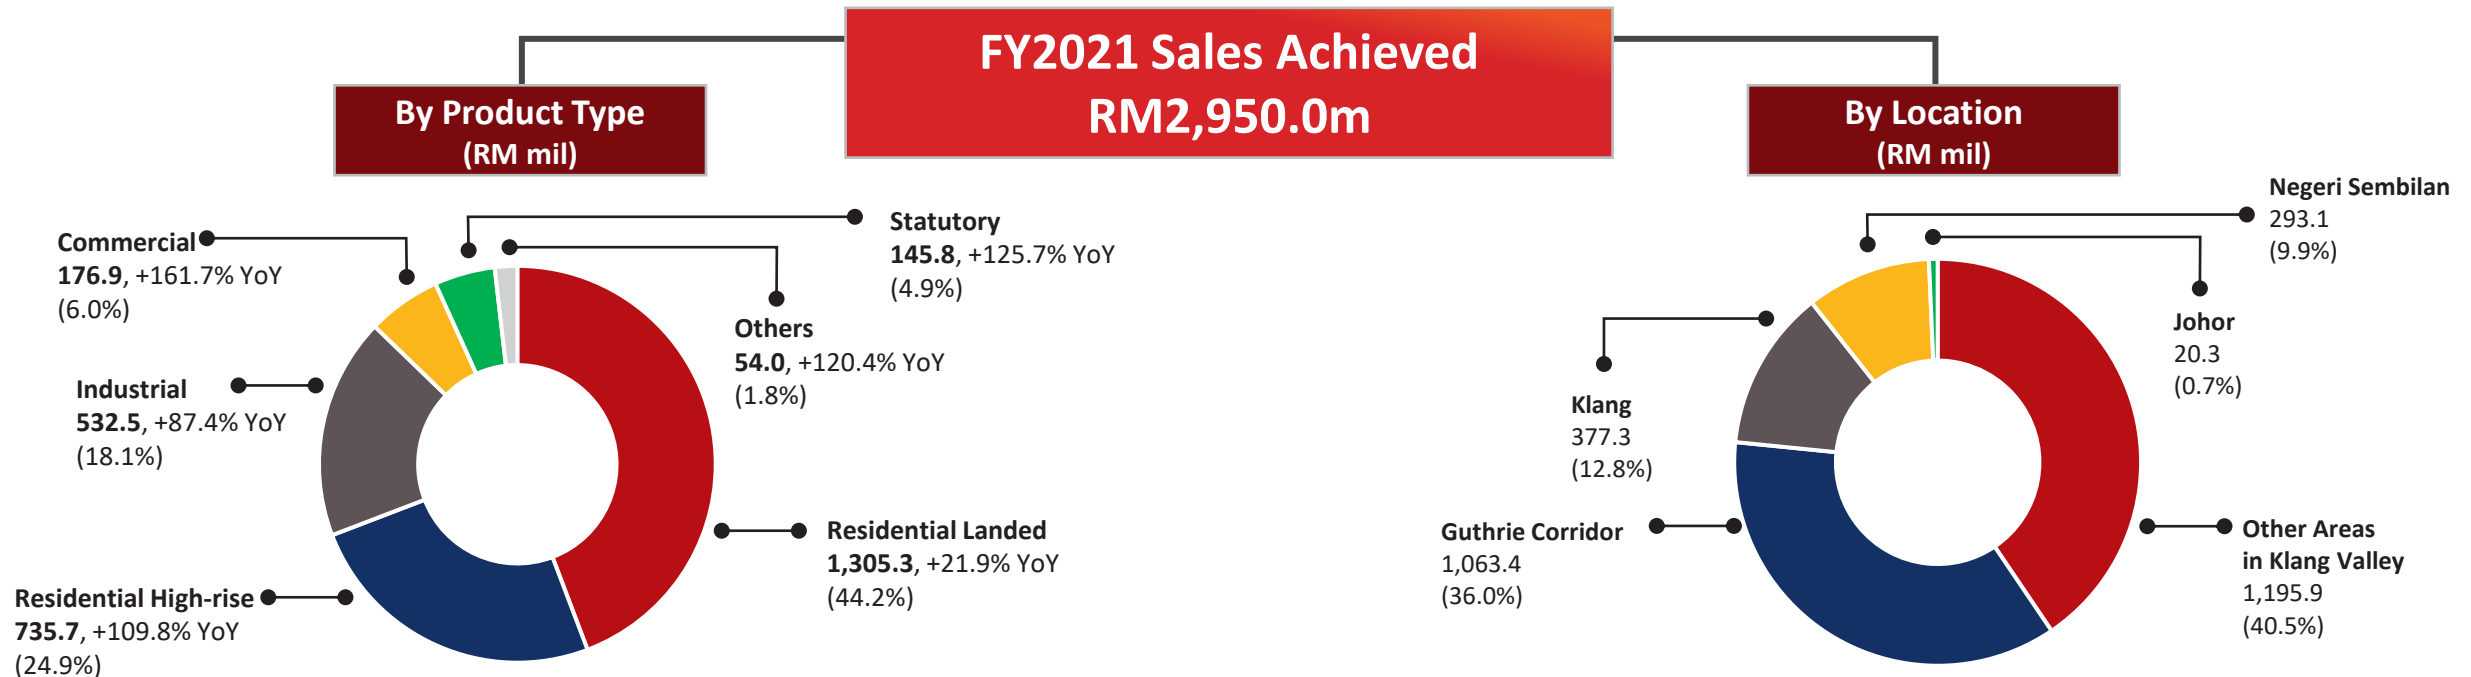 FY2021 Sales Achieved
RM2,950.0m
By Product Type
(RM mil)
Commercial
176.9, +161.7% YoY
(6.0%)
Statutory
145.8, +125.7% YoY
(4.9%)
Others
54.0, +120.4% YoY
(1.8%)
Industrial
532.5, +87.4% YoY
(18.1%)
Residential Landed
1,305.3, +21.9% YoY
(44.2%)
Residential High-rise
735.7, +109.8% YoY
(24.9%)
By Location
(RM mil)
Negeri Sembilan
293.1
(9.9%)
Johor
20.3
(0.7%)
Klang
377.3
(12.8%)
Guthrie Corridor
1,063.4
(36.0%)
Other Areas
in Klang Valley
1,195.9
(40.5%)